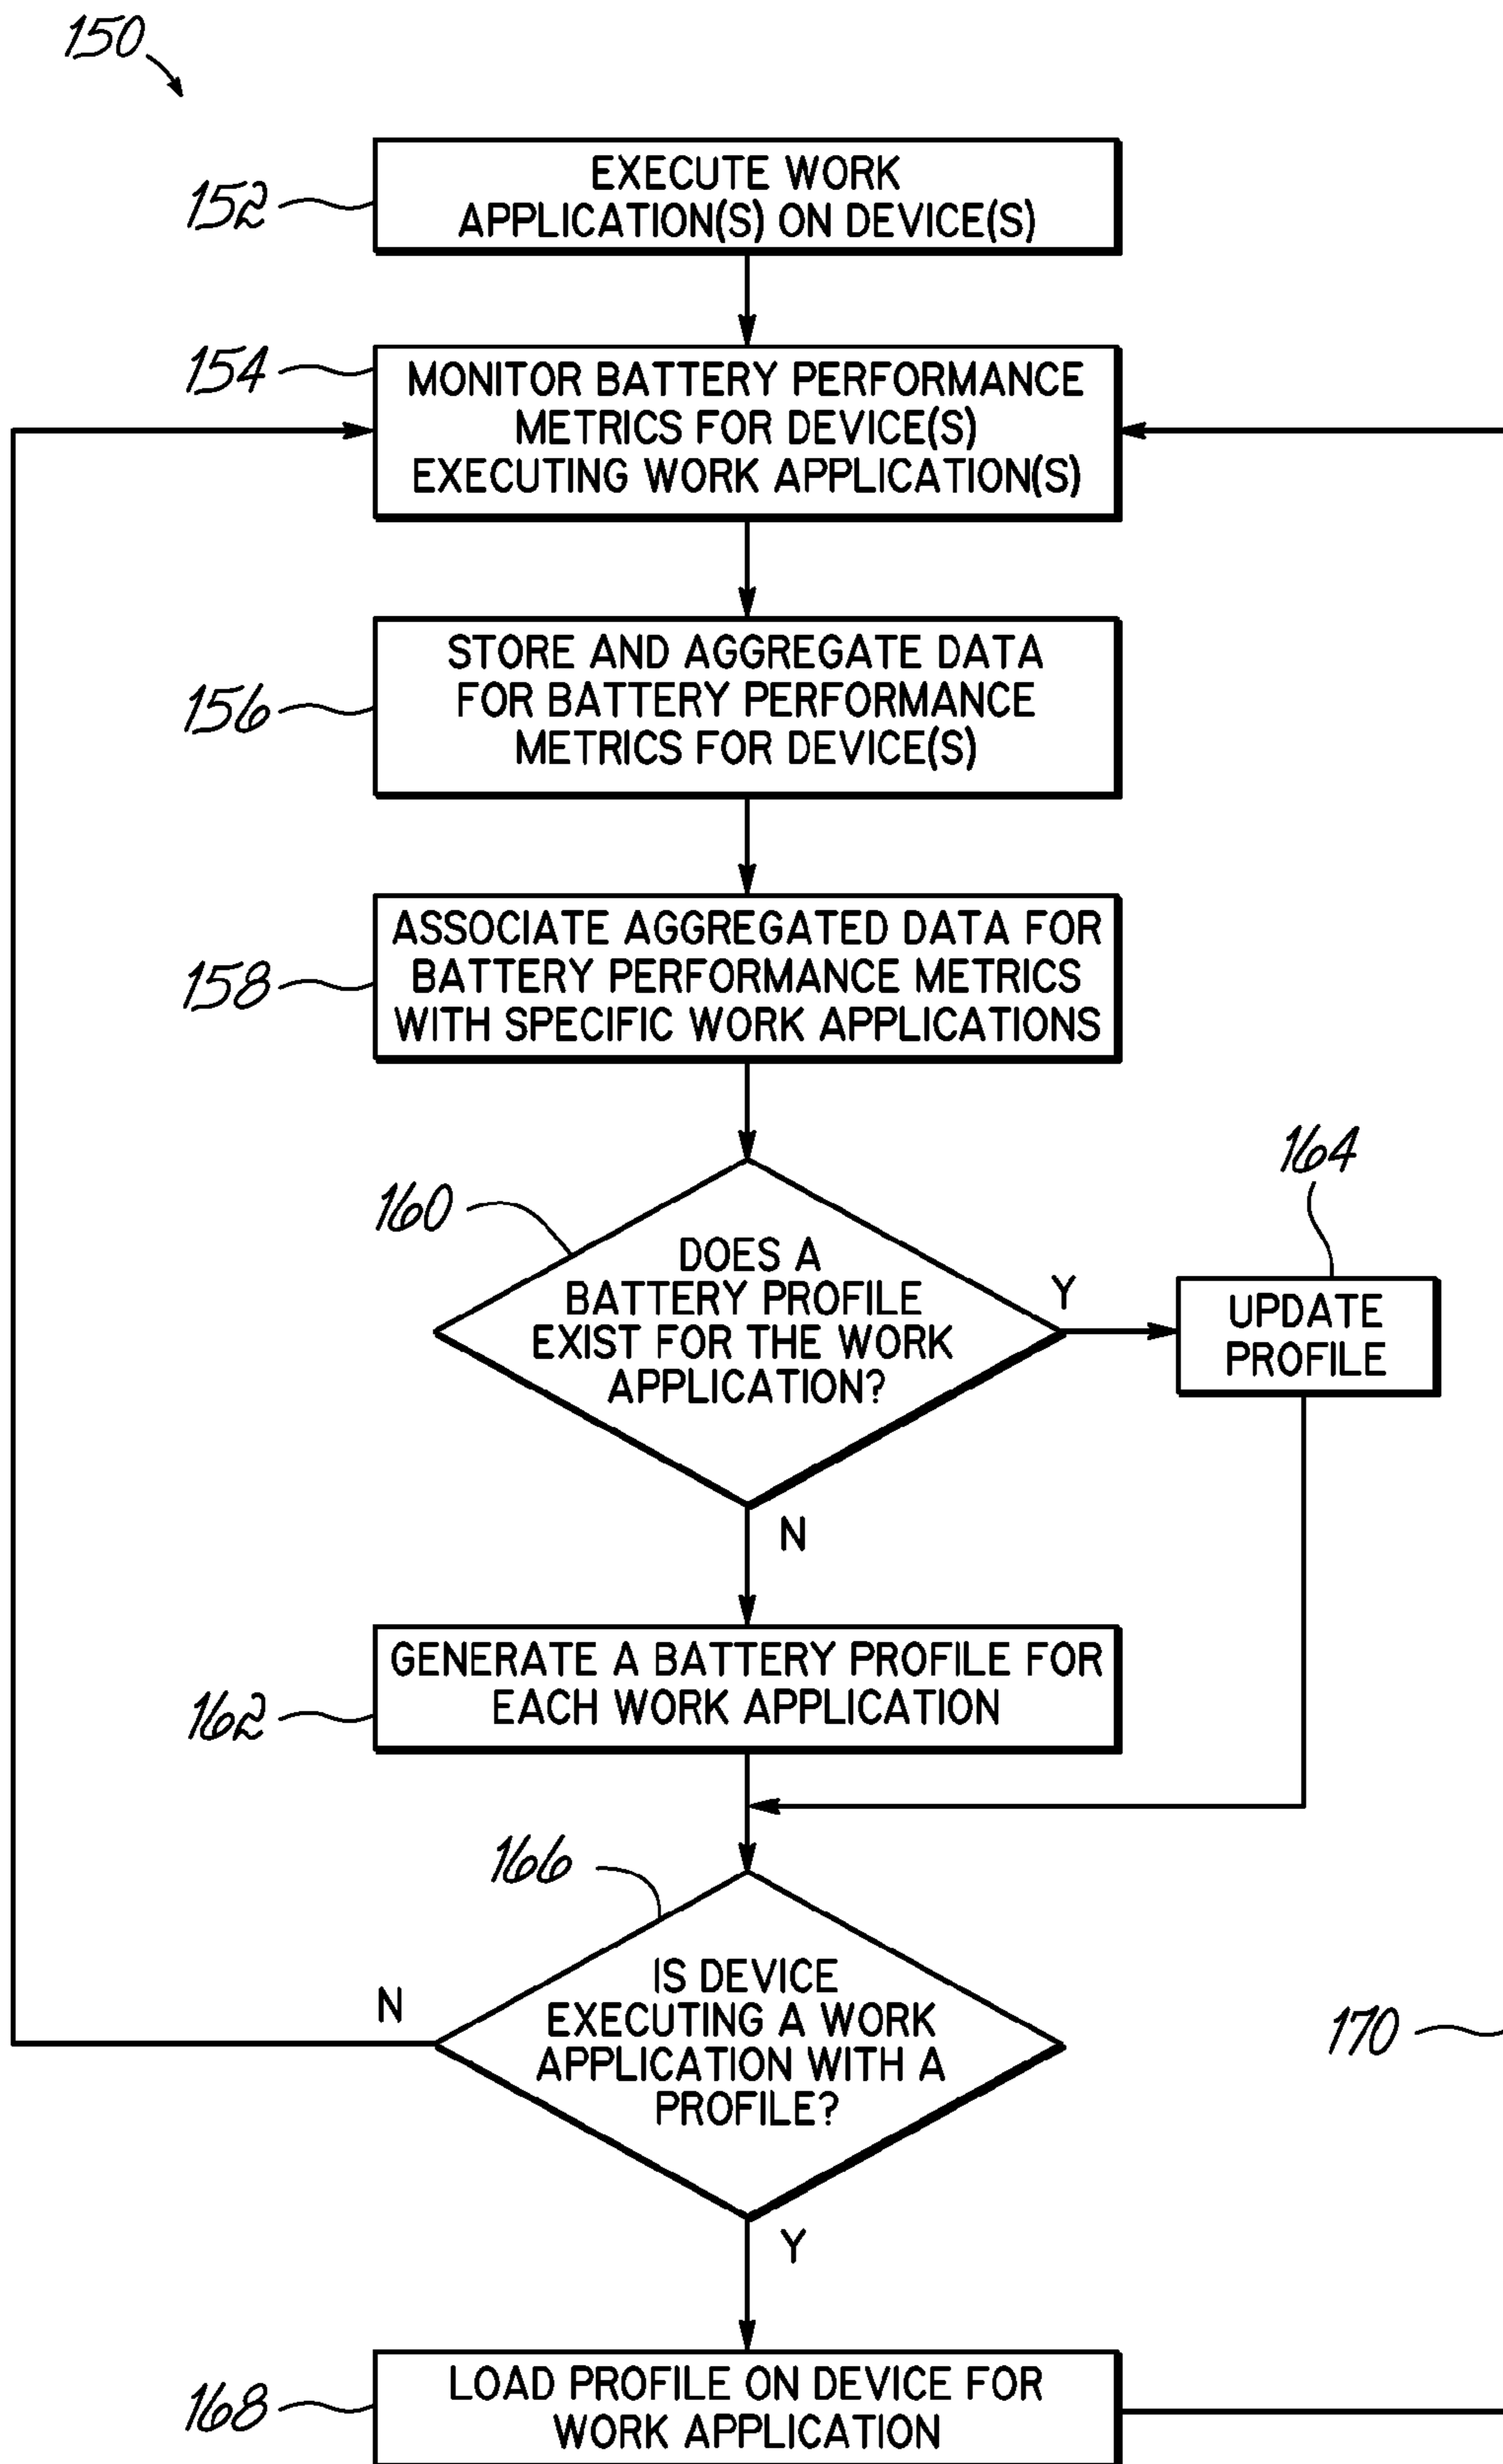 150
152
EXECUTE WORK
APPLICATION(S) ON DEVICE(S)
154
MONITOR BATTERY PERFORMANCE
METRICS FOR DEVICE(S)
EXECUTING WORK APPLICATION(S)
156
STORE AND AGGREGATE DATA
FOR BATTERY PERFORMANCE
METRICS FOR DEVICE(S)
158
ASSOCIATE AGGREGATED DATA FOR
BATTERY PERFORMANCE METRICS
WITH SPECIFIC WORK APPLICATIONS
160
DOES A
BATTERY PROFILE
EXIST FOR THE WORK
APPLICATION?
Y
164
UPDATE
PROFILE
N
162
GENERATE A BATTERY PROFILE FOR
EACH WORK APPLICATION
166
IS DEVICE
EXECUTING A WORK
APPLICATION WITH A
PROFILE?
N
170
Y
168
LOAD PROFILE ON DEVICE FOR
WORK APPLICATION